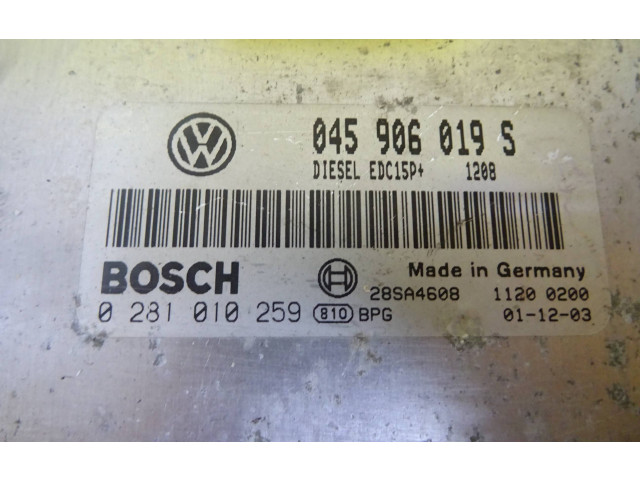 VW
045 906 019 S
DIESEL EDC15P+ 1208
BOSCH
Made in Germany
28SA4608 1120 0200
0 281 010 259 810 BPG 01-12-03